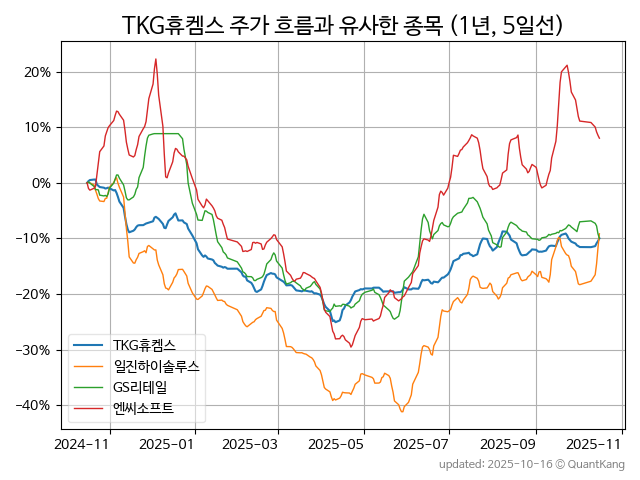 TKG휴켐스 주가 흐름과 유사한 종목 (1년, 5일선)
20%
10%
0%
−10%
−20%
−30%
−40%
TKG휴켐스
일진하이솔루스
GS리테일
엔씨소프트
2024-11
2025-01
2025-03
2025-05
2025-07
2025-09
2025-11
updated: 2025-10-16 © QuantKang